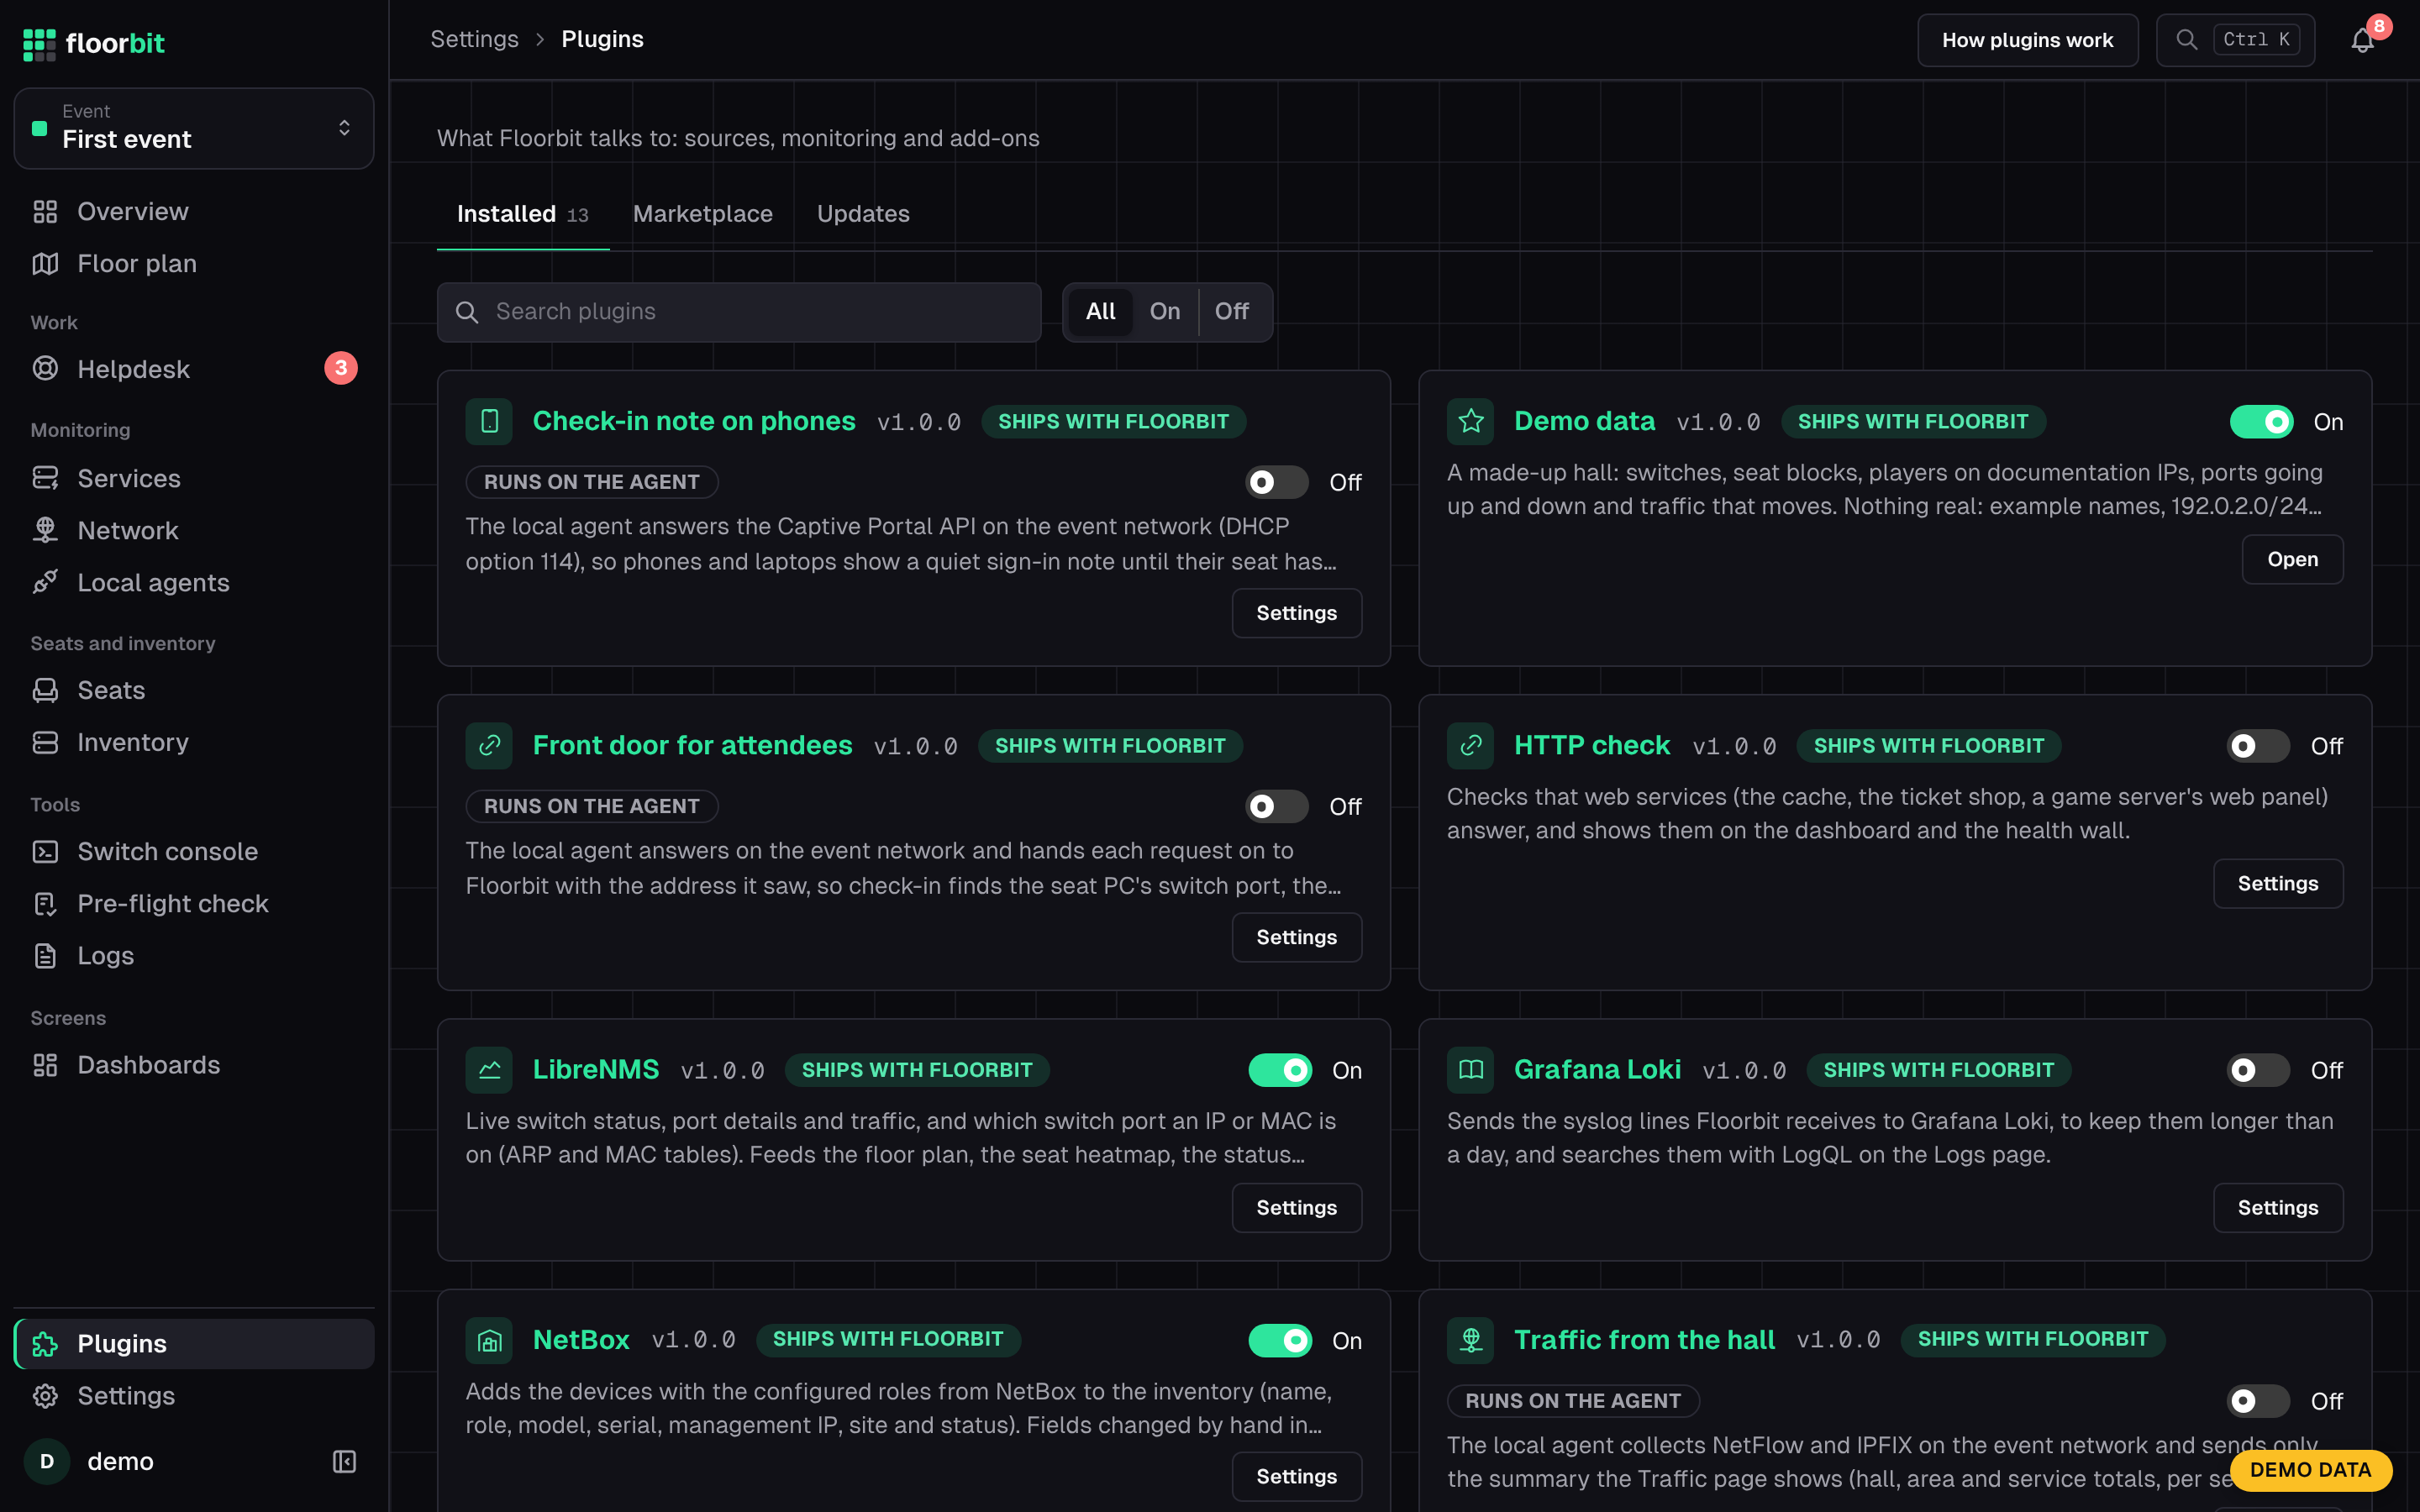 floorbit
Event
First event
Overview
Floor plan
Work
Helpdesk 3
Monitoring
Services
Network
Local agents
Seats and inventory
Seats
Inventory
Tools
Switch console
Pre-flight check
Logs
Screens
Dashboards
Plugins
Settings
D demo
Settings > Plugins
How plugins work
Ctrl K
8
What Floorbit talks to: sources, monitoring and add-ons
Installed 13 Marketplace Updates
Search plugins
All On Off
Check-in note on phones v1.0.0 SHIPS WITH FLOORBIT
RUNS ON THE AGENT Off
The local agent answers the Captive Portal API on the event network (DHCP
option 114), so phones and laptops show a quiet sign-in note until their seat has...
Settings
Demo data v1.0.0 SHIPS WITH FLOORBIT On
A made-up hall: switches, seat blocks, players on documentation IPs, ports going
up and down and traffic that moves. Nothing real: example names, 192.0.2.0/24...
Open
Front door for attendees v1.0.0 SHIPS WITH FLOORBIT
RUNS ON THE AGENT Off
The local agent answers on the event network and hands each request on to
Floorbit with the address it saw, so check-in finds the seat PC's switch port, the...
Settings
HTTP check v1.0.0 SHIPS WITH FLOORBIT Off
Checks that web services (the cache, the ticket shop, a game server's web panel)
answer, and shows them on the dashboard and the health wall.
Settings
LibreNMS v1.0.0 SHIPS WITH FLOORBIT On
Live switch status, port details and traffic, and which switch port an IP or MAC is
on (ARP and MAC tables). Feeds the floor plan, the seat heatmap, the status...
Settings
Grafana Loki v1.0.0 SHIPS WITH FLOORBIT Off
Sends the syslog lines Floorbit receives to Grafana Loki, to keep them longer than
a day, and searches them with LogQL on the Logs page.
Settings
NetBox v1.0.0 SHIPS WITH FLOORBIT On
Adds the devices with the configured roles from NetBox to the inventory (name,
role, model, serial, management IP, site and status). Fields changed by hand in...
Settings
Traffic from the hall v1.0.0 SHIPS WITH FLOORBIT
RUNS ON THE AGENT Off
The local agent collects NetFlow and IPFIX on the event network and sends only
the summary the Traffic page shows (hall, area and service totals, per
DEMO DATA